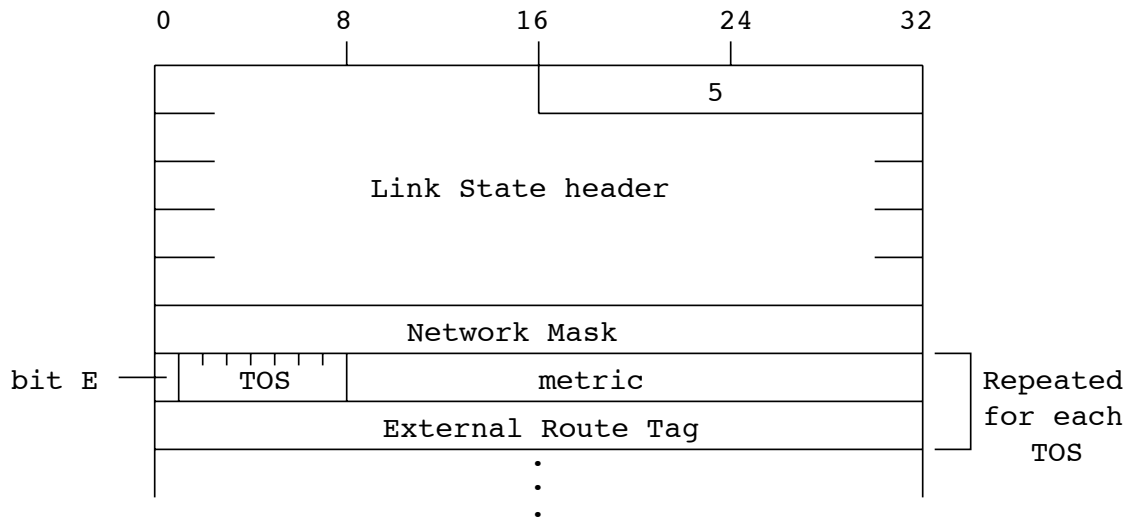 0 8 16 24 32
5
Link State header
Network Mask
bit E TOS metric Repeated
for each
External Route Tag
TOS